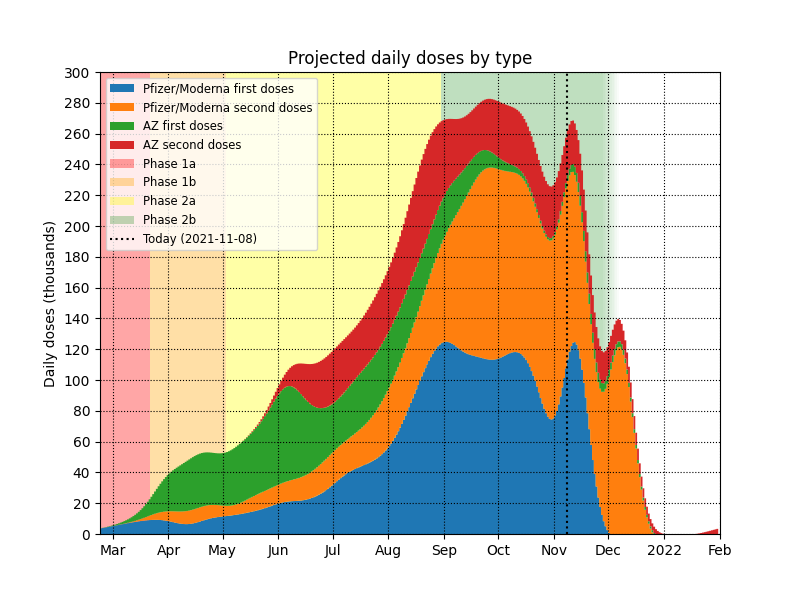 Projected daily doses by type
Daily doses (thousands)
300
280
260
240
220
200
180
160
140
120
100
80
60
40
20
0
Pfizer/Moderna first doses
Pfizer/Moderna second doses
AZ first doses
AZ second doses
Phase 1a
Phase 1b
Phase 2a
Phase 2b
Today (2021-11-08)
Mar Apr May Jun Jul Aug Sep Oct Nov Dec 2022 Feb